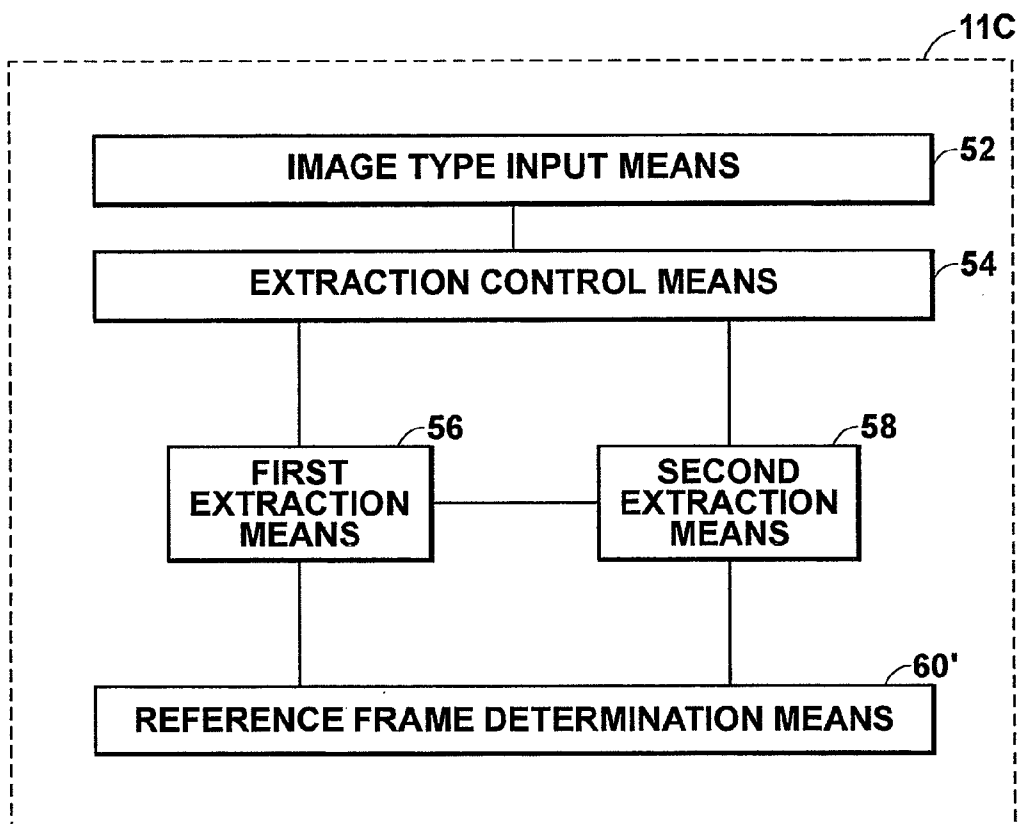 11C
IMAGE TYPE INPUT MEANS
52
EXTRACTION CONTROL MEANS
54
56
FIRST
EXTRACTION
MEANS
58
SECOND
EXTRACTION
MEANS
60'
REFERENCE FRAME DETERMINATION MEANS